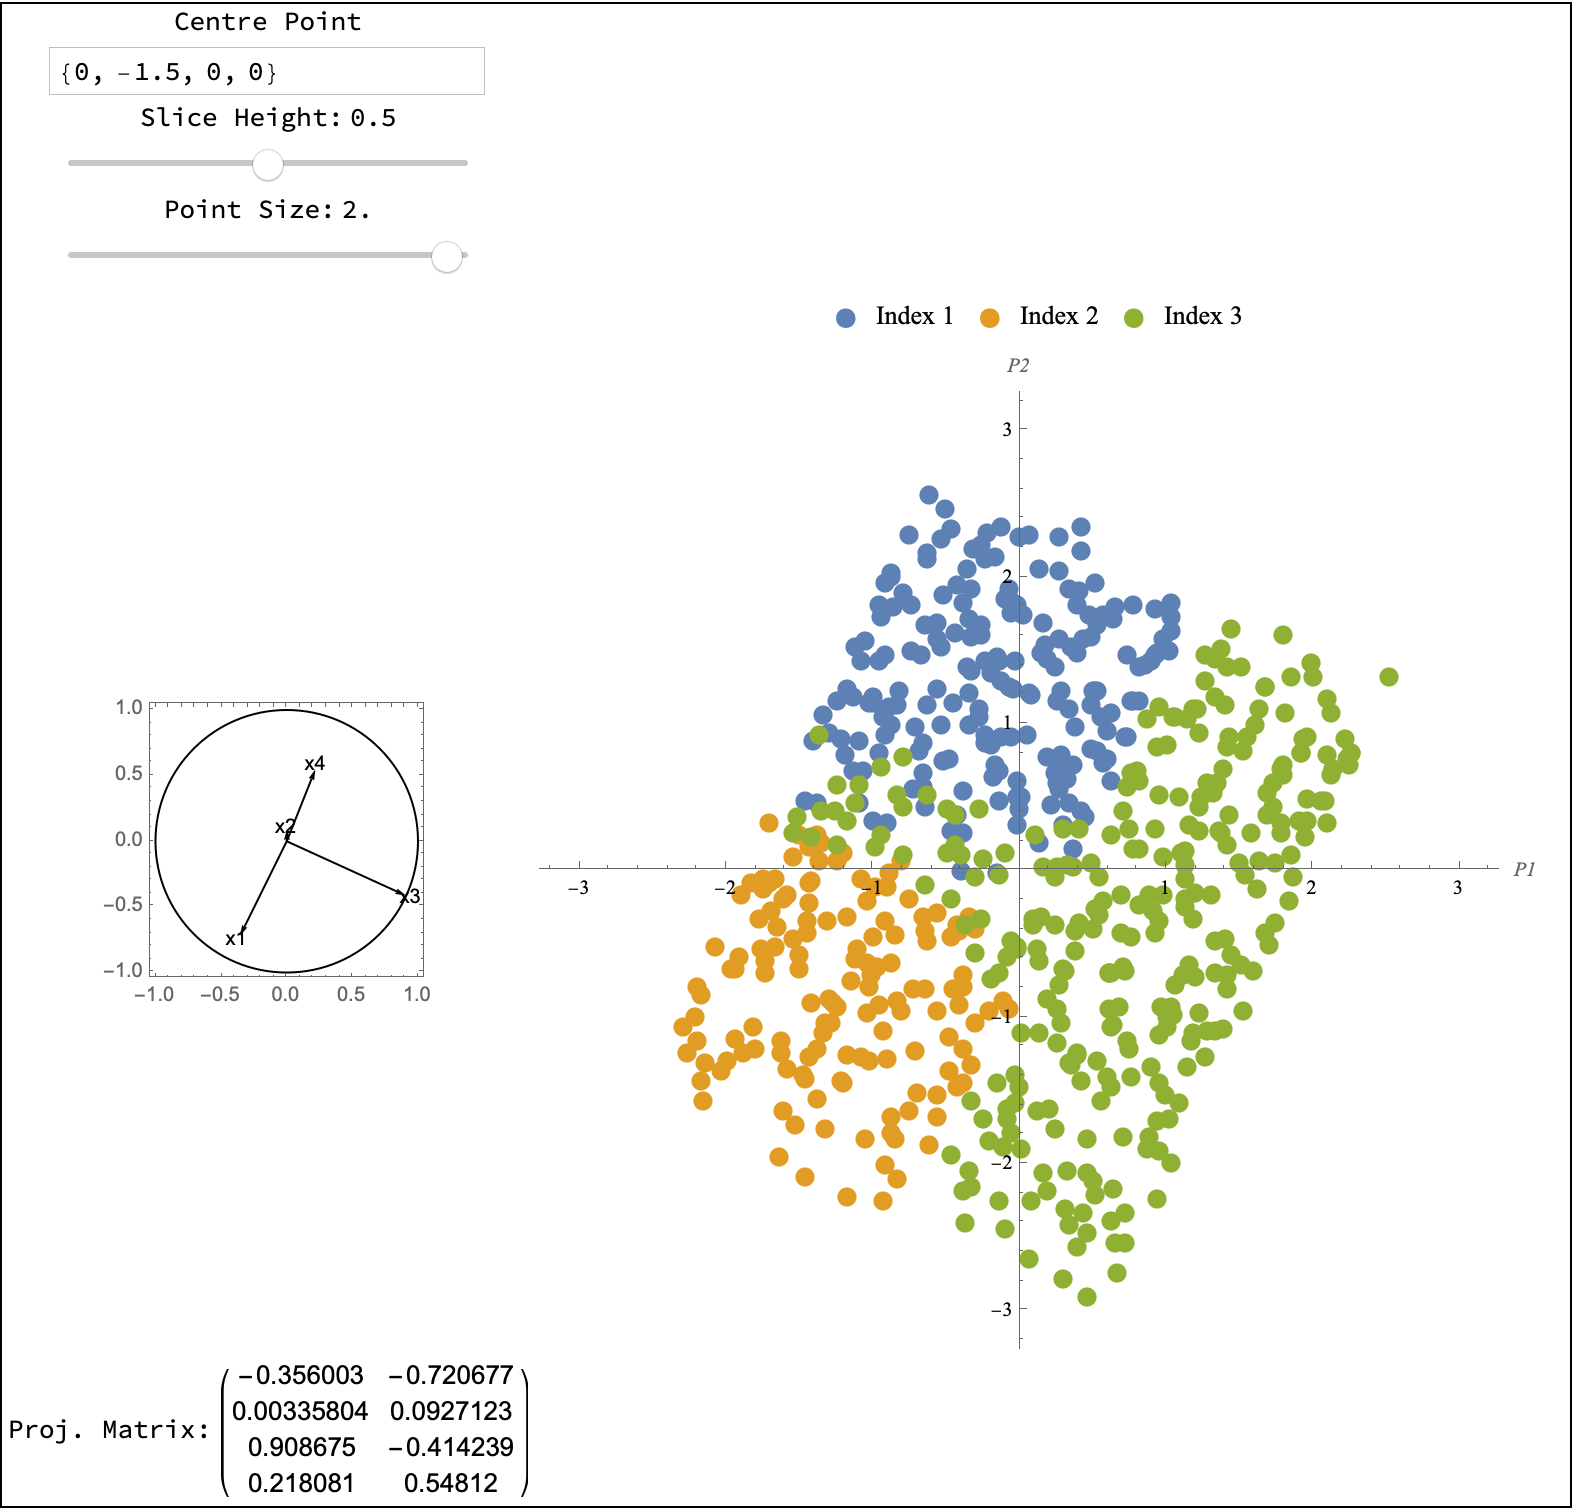 Centre Point
{0, -1.5, 0, 0}
Slice Height: 0.5
Point Size: 2.
Index 1 Index 2 Index 3
P2
3
2
1
-3 -2 -1 1 2 3 P1
-1
-2
-3
1.0
0.5
0.0
-0.5
-1.0
-1.0 -0.5 0.0 0.5 1.0
x4
x2
x3
x1
Proj. Matrix:
-0.356003 -0.720677
0.00335804 0.0927123
0.908675 -0.414239
0.218081 0.54812